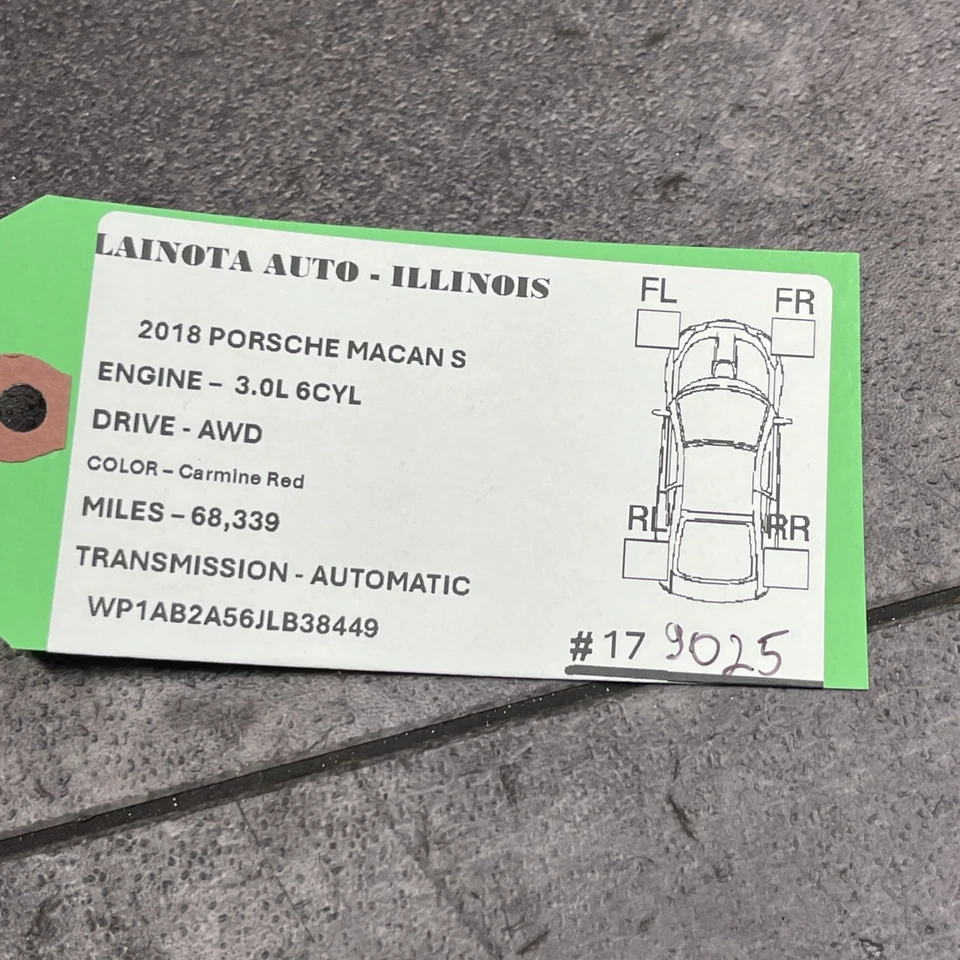 LAINOTA AUTO - ILLINOIS
2018 PORSCHE MACAN S
ENGINE – 3.0L 6CYL
DRIVE - AWD
COLOR – Carmine Red
MILES – 68,339
TRANSMISSION - AUTOMATIC
WP1AB2A56JLB38449
FL FR
RL RR
#17 9025